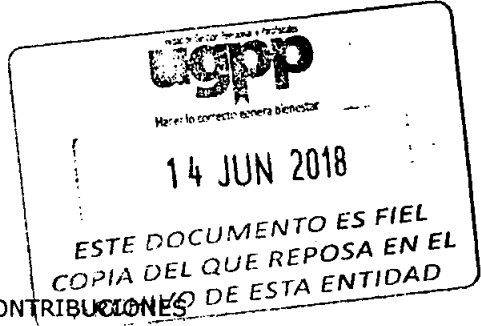 ugpp
Hacer lo correcto genera bienestar
14 JUN 2018
ESTE DOCUMENTO ES FIEL
COPIA DEL QUE REPOSA EN EL
DE ESTA ENTIDAD